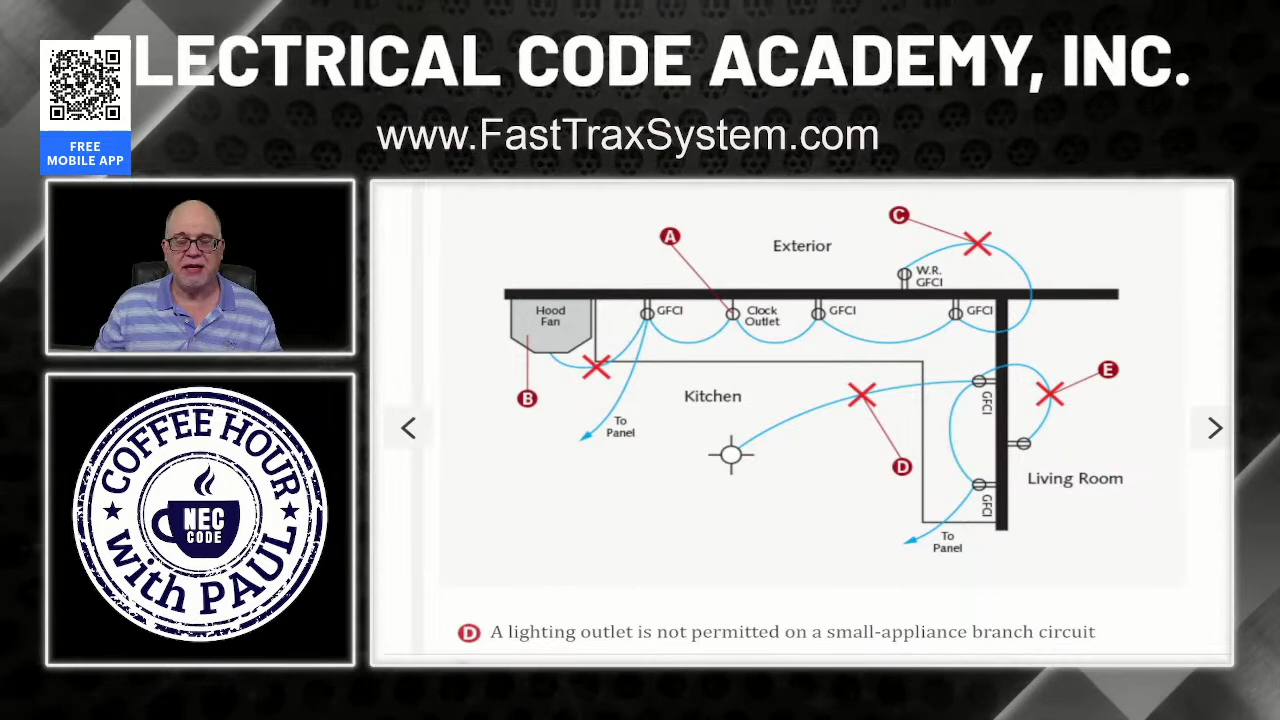 ELECTRICAL CODE ACADEMY, INC.
www.FastTraxSystem.com
FREE
MOBILE APP
COFFEE HOUR
NEC
CODE
with PAUL
A
C
Exterior
W.R.
GFCI
Hood
Fan
GFCI
Clock
Outlet
GFCI
GFCI
B
Kitchen
E
GFCI
To
Panel
D
Living Room
GFCI
To
Panel
<
>
D A lighting outlet is not permitted on a small-appliance branch circuit